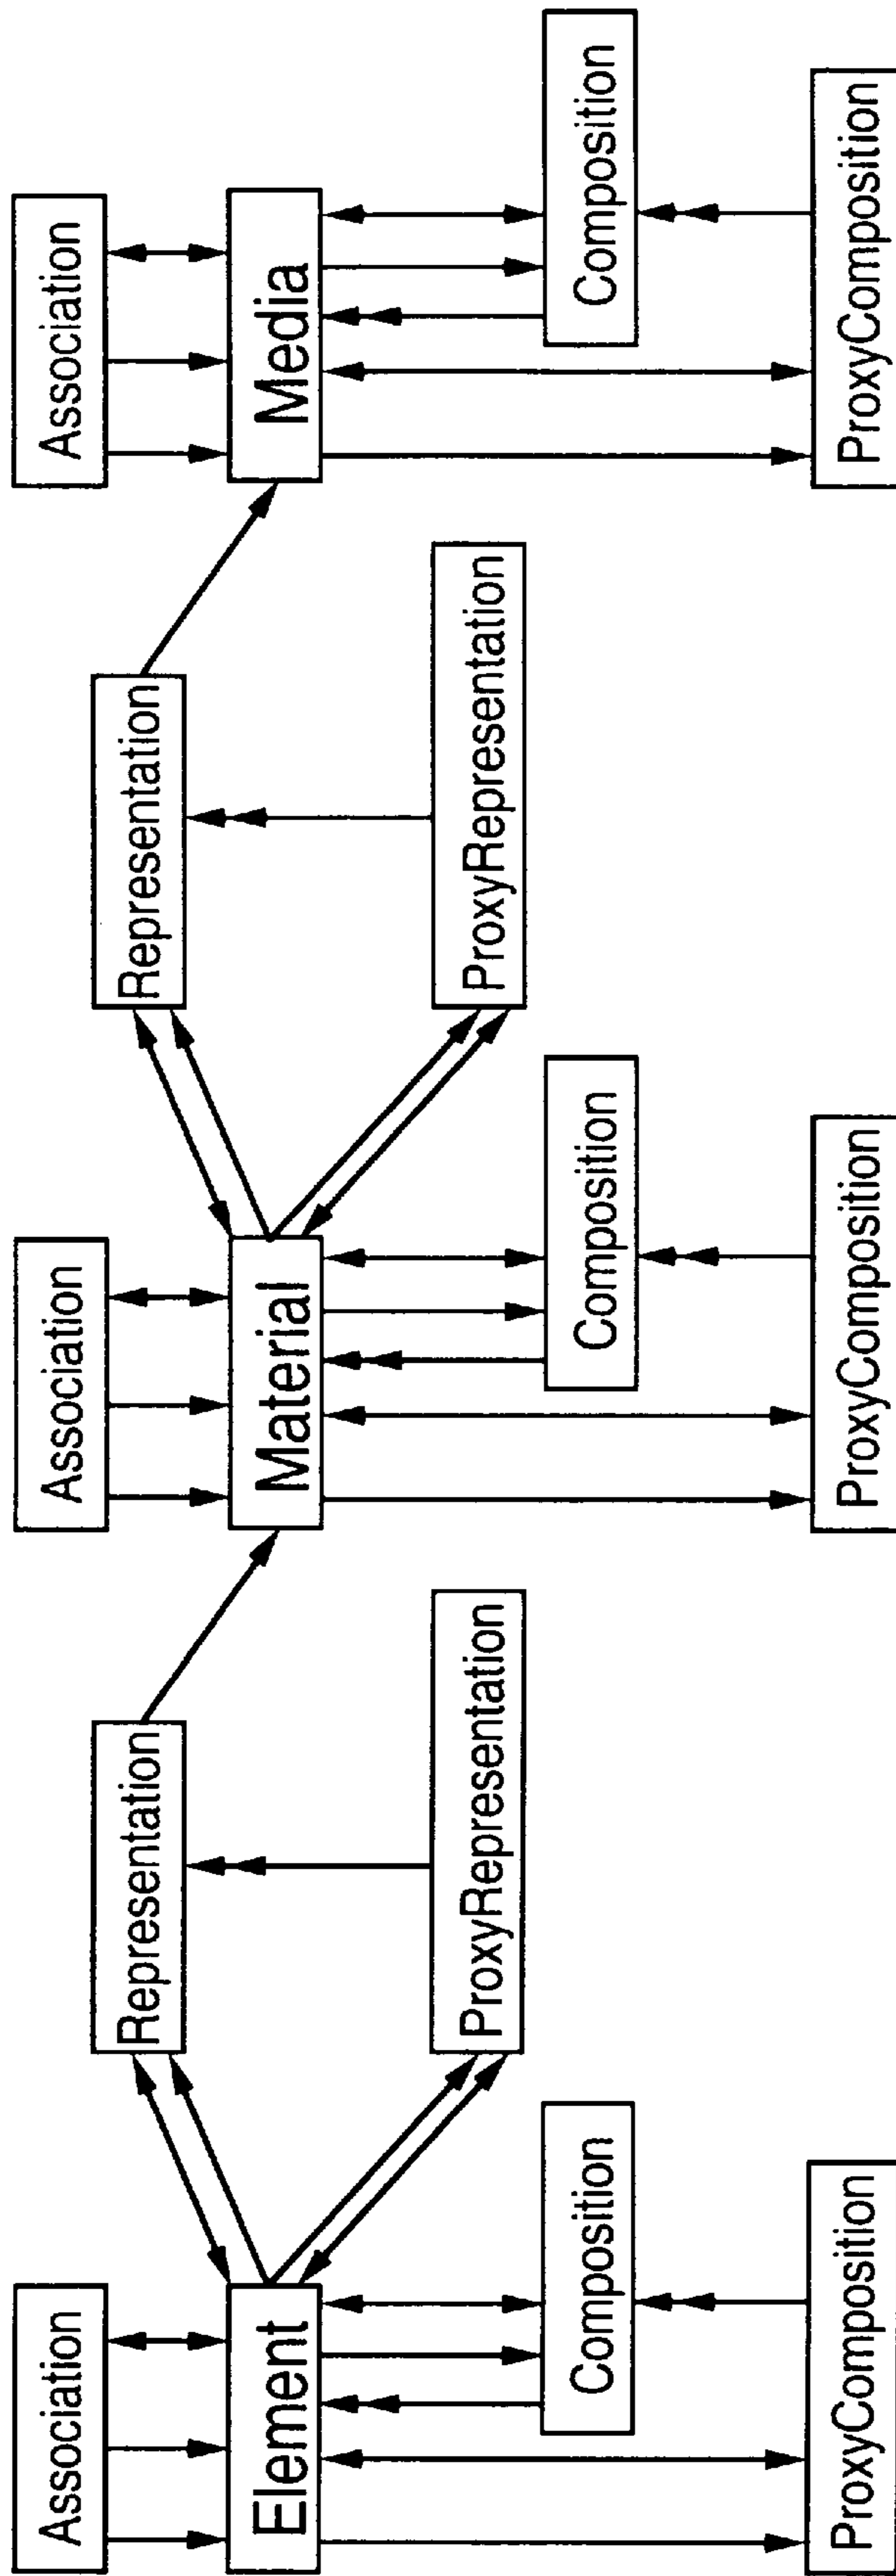 Association
Element
Composition
ProxyComposition
Representation
ProxyRepresentation
Association
Material
Composition
ProxyComposition
Representation
ProxyRepresentation
Association
Media
Composition
ProxyComposition